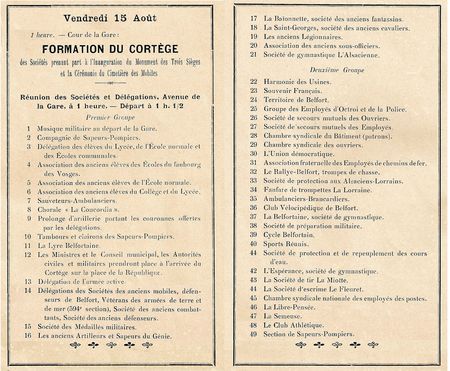 Vendredi 15 Août
1 heure. — Cour de la Gare :
FORMATION DU CORTÈGE
des Sociétés prenant part à l'Inauguration du Monument des Trois Sièges
et la Cérémonie du Cimetière des Mobiles
Réunion des Sociétés et Délégations, Avenue de
la Gare, à 1 heure. — Départ à 1 h. 1/2
Premier Groupe
1 Musique militaire au départ de la Gare.
2 Compagnie de Sapeurs-Pompiers.
3 Délégation des élèves du Lycée, de l'Ecole normale et
des Ecoles communales.
4 Association des anciens élèves des Ecoles du faubourg
des Vosges.
5 Association des anciens élèves de l'Ecole normale.
6 Association des anciens élèves du Collège et du Lycée.
7 Sauveteurs-Ambulanciers.
8 Chorale « La Concordia ».
9 Prolonge d'artillerie portant les couronnes offertes
par les délégations.
10 Tambours et clairons des Sapeurs-Pompiers.
11 La Lyre Belfortaine.
12 Les Ministres et le Conseil municipal, les Autorités
civiles et militaires prendront place à l'arrivée du
Cortège sur la place de la République.
13 Délégation de l'armée active.
14 Délégations des Sociétés des anciens mobiles, défen-
seurs de Belfort, Vétérans des armées de terre et
de mer (594e section), Société des anciens combat-
tants, Société des anciens défenseurs.
15 Société des Médaillés militaires.
16 Les anciens Artilleurs et Sapeurs du Génie.
17 La Baïonnette, société des anciens fantassins.
18 La Saint-Georges, société des anciens cavaliers.
19 Les anciens Légionnaires.
20 Association des anciens sous-officiers.
21 Société de gymnastique L'Alsacienne.
Deuxième Groupe
22 Harmonie des Usines.
23 Souvenir Français.
24 Territoire de Belfort.
25 Groupe des Employés d'Octroi et de la Police.
26 Société de secours mutuels des Ouvriers.
27 Société de secours mutuels des Employés.
28 Chambre syndicale du Bâtiment (patrons).
29 Chambre syndicale des ouvriers.
30 L'Union démocratique.
31 Association fraternelle des Employés de chemins de fer.
32 Le Rallye-Belfort, trompes de chasse.
33 Société de protection aux Alsaciens-Lorrains.
34 Fanfare de trompettes La Lorraine.
35 Ambulanciers-Brancardiers.
36 Club Vélocipédique de Belfort.
37 La Belfortaine, société de gymnastique.
38 Société de préparation militaire.
39 Cycle Belfortain.
40 Sports Réunis.
44 Société de protection et de repeuplement des cours
d'eau.
42 L'Espérance, société de gymnastique.
43 La Société de tir La Miotte.
44 La Société d'escrime Le Fleuret.
45 Chambre syndicale nationale des employés des postes.
46 La Libre-Pensée.
47 La Semeuse.
48 Le Club Athlétique.
49 Section de Sapeurs-Pompiers.